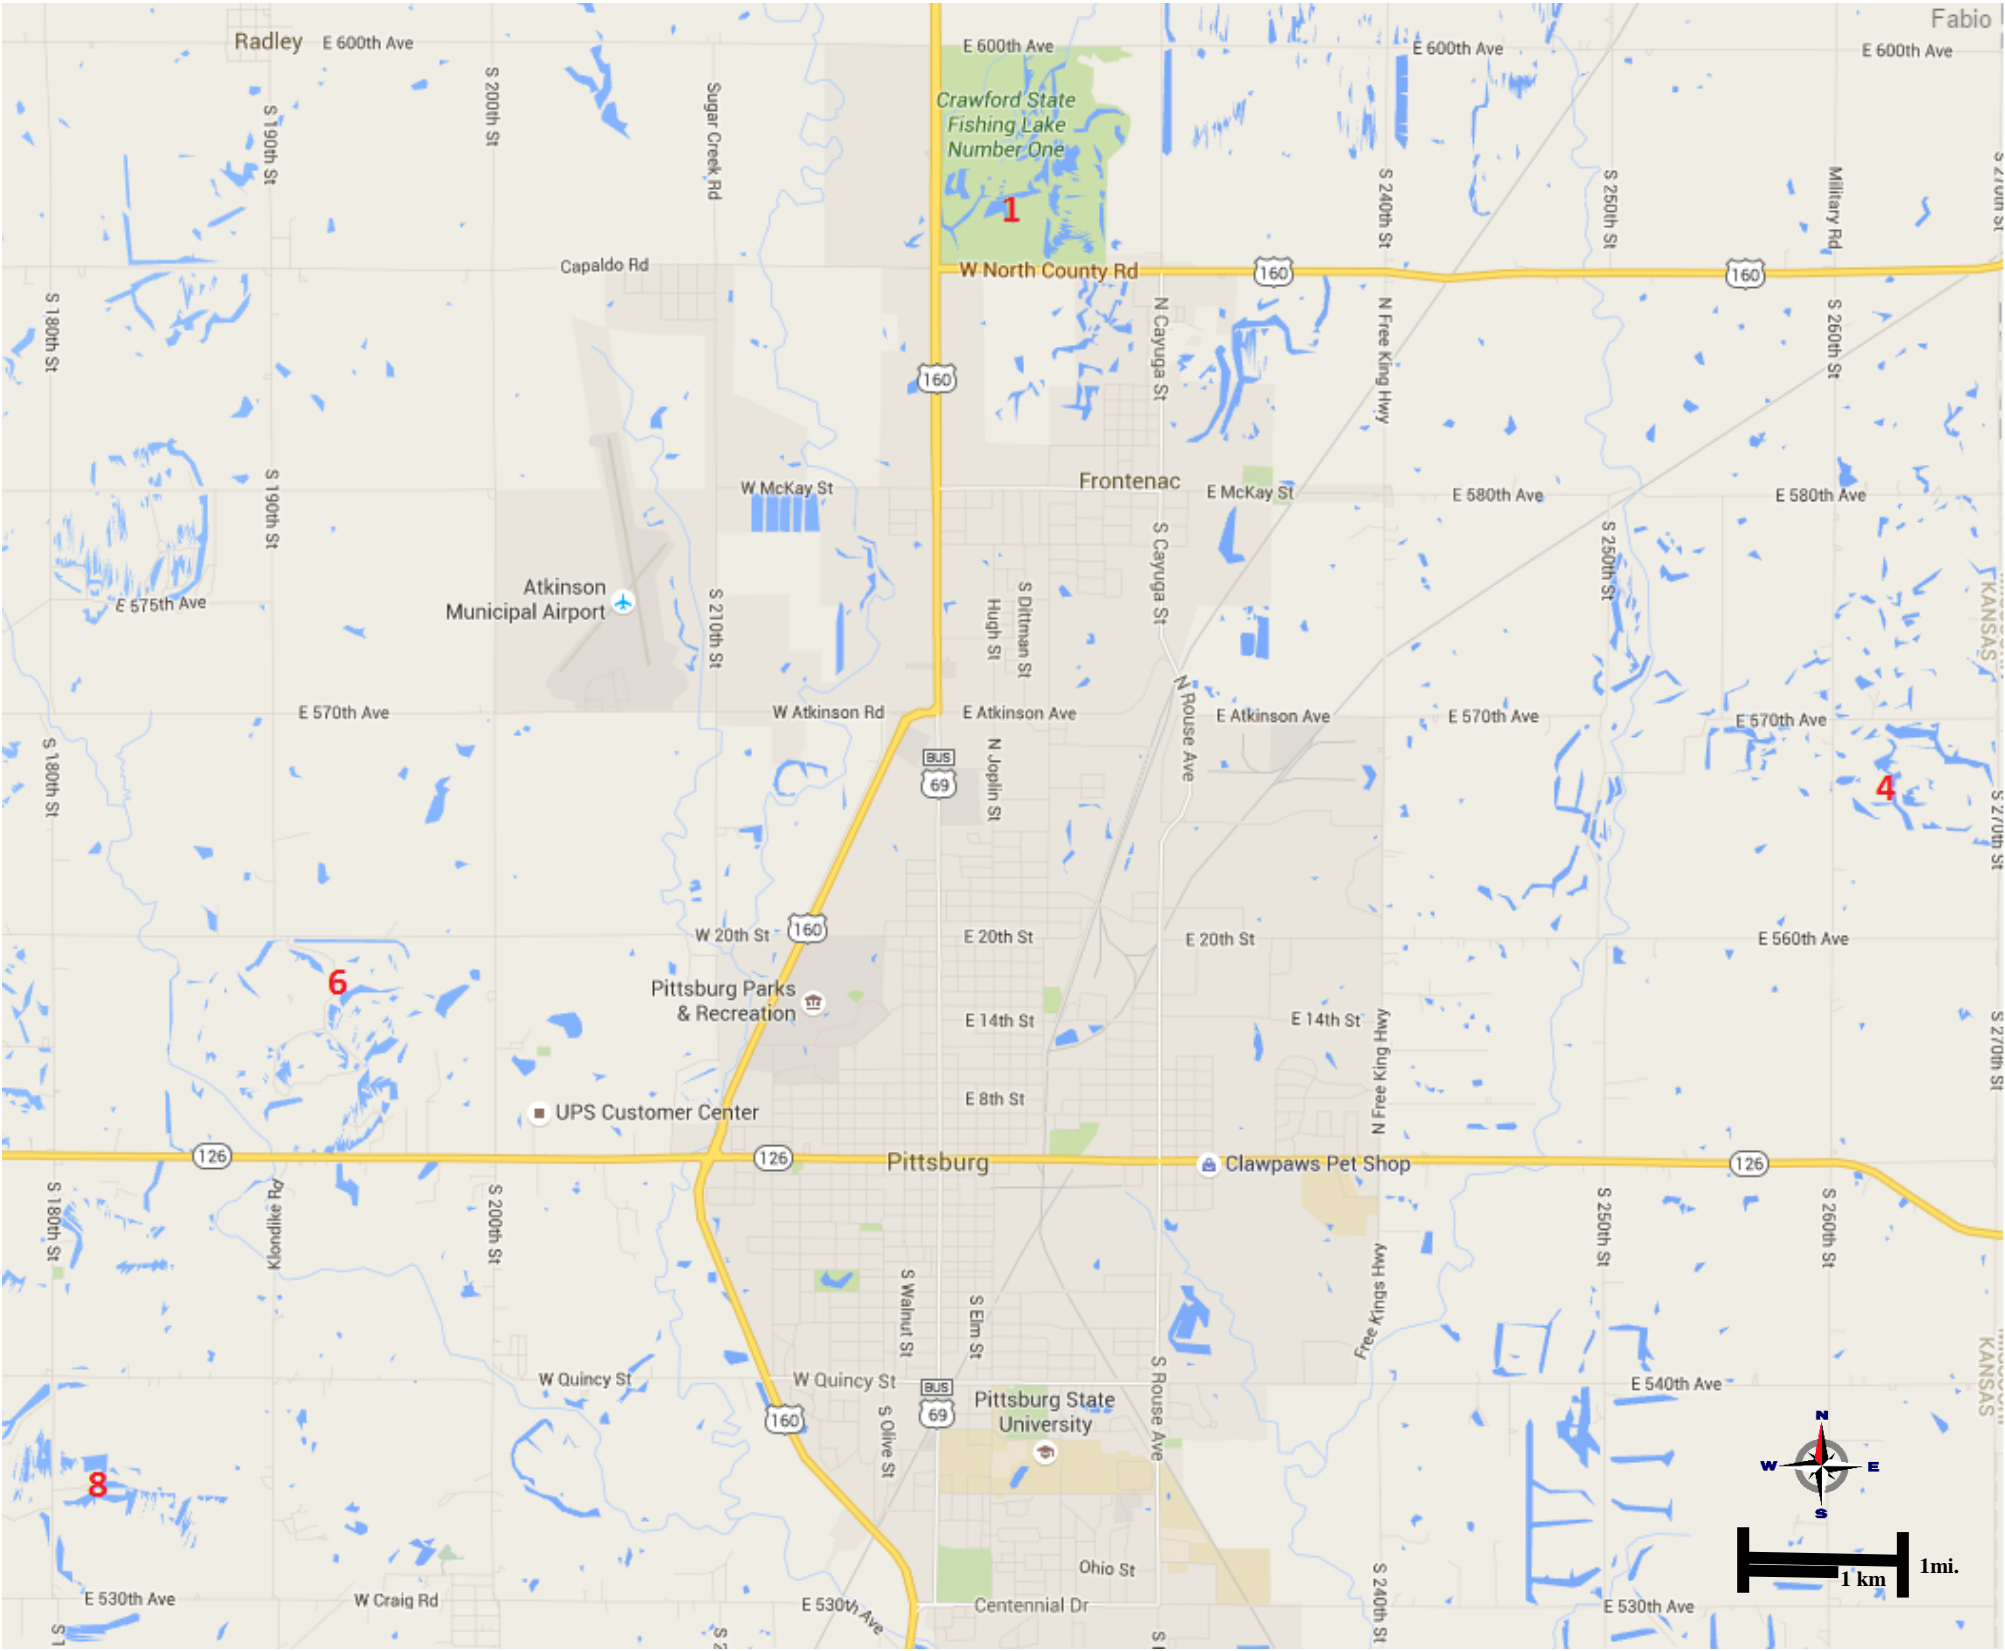 Fabio
Radley
E 600th Ave
E 600th Ave
E 600th Ave
E 600th Ave
S 190th St
S 200th St
Sugar Creek Rd
Crawford State
Fishing Lake
Number One
S 240th St
S 250th St
Military Rd
S 270th St
1
Capaldo Rd
W North County Rd
160
160
S 180th St
N Cayuga St
N Free King Hwy
S 260th St
160
S 190th St
W McKay St
Frontenac
E McKay St
E 580th Ave
E 580th Ave
S Cayuga St
S 250th St
Atkinson
Municipal Airport
E 575th Ave
S 210th St
Hugh St
S Dittman St
KANSAS
E 570th Ave
W Atkinson Rd
E Atkinson Ave
N Rouse Ave
E Atkinson Ave
E 570th Ave
E 570th Ave
S 180th St
BUS
69
N Joplin St
4
S 270th St
160
W 20th St
E 20th St
E 20th St
E 560th Ave
6
Pittsburg Parks
& Recreation
E 14th St
E 14th St
N Free King Hwy
S 270th St
UPS Customer Center
E 8th St
126
126
Pittsburg
Clawpaws Pet Shop
126
S 180th St
Klondike Rd
S 200th St
S 250th St
S 260th St
Free Kings Hwy
S Walnut St
S Elm St
W Quincy St
W Quincy St
BUS
69
Pittsburg State
University
S Rouse Ave
E 540th Ave
MISSOURI
KANSAS
160
S Olive St
N
W
E
S
8
Ohio St
1mi.
1 km
E 530th Ave
W Craig Rd
E 530th Ave
Centennial Dr
S 240th St
E 530th Ave
S 1
S 2
S F